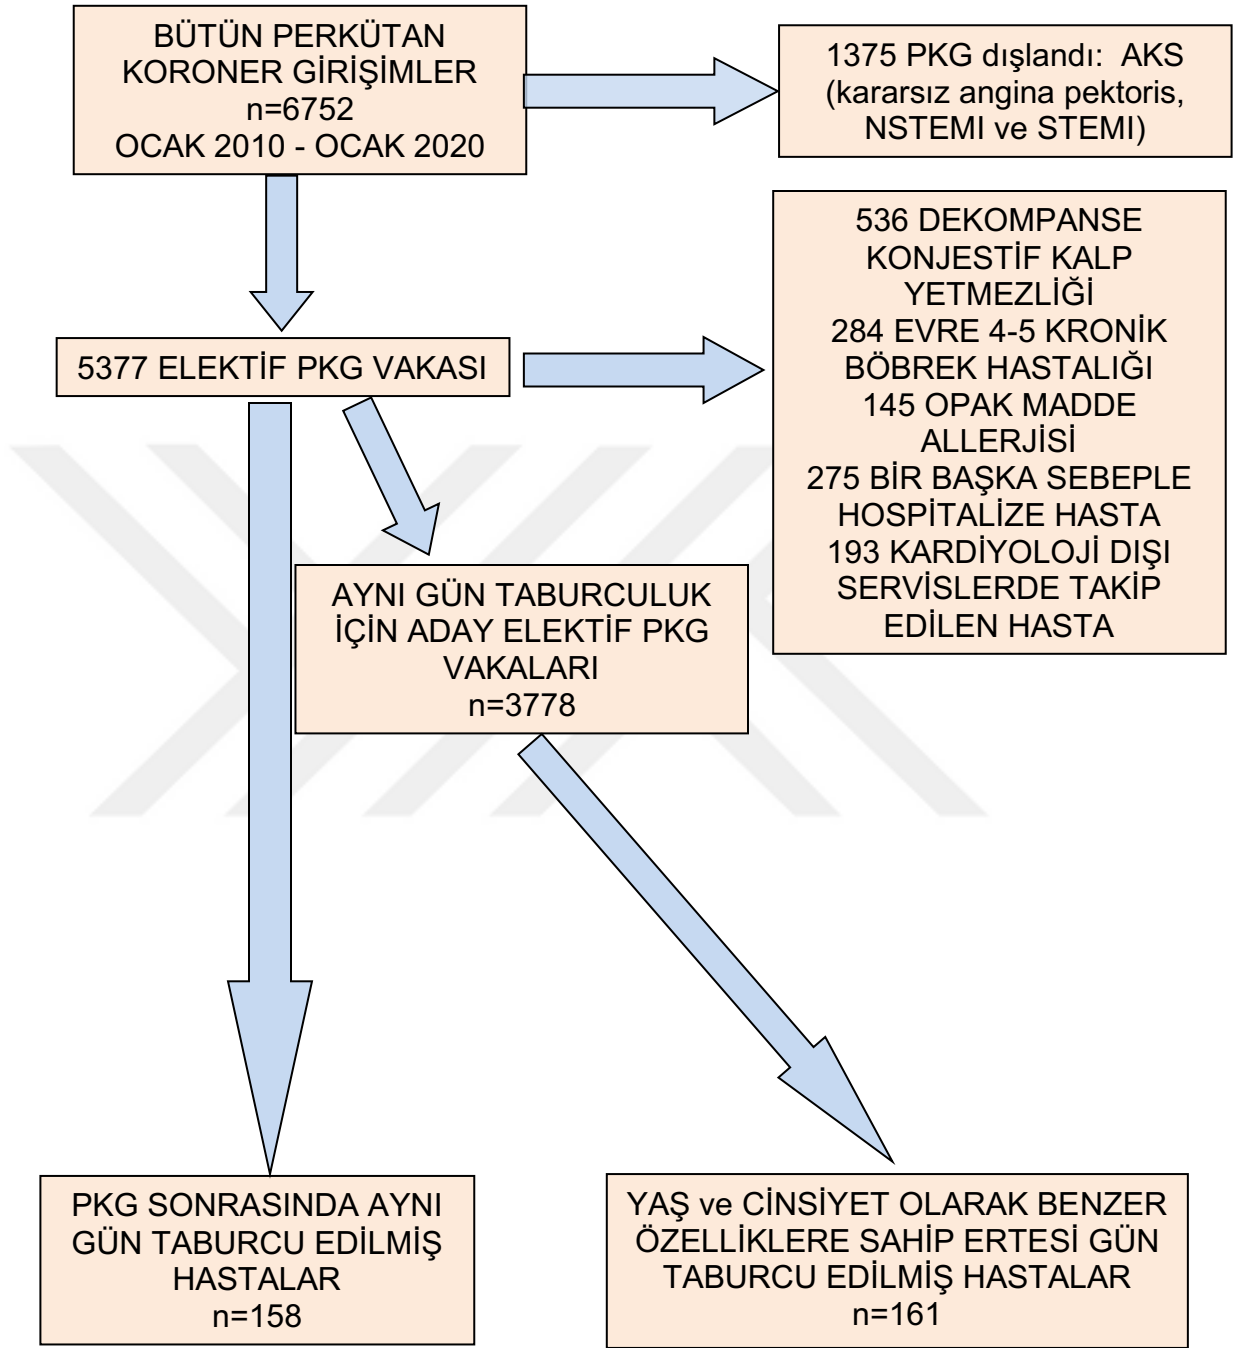 BÜTÜN PERKÜTAN
KORONER GİRİŞİMLER
n=6752
OCAK 2010 - OCAK 2020
1375 PKG dışlandı: AKS
(kararsız angina pektoris,
NSTEMI ve STEMI)
5377 ELEKTİF PKG VAKASI
536 DEKOMPANSE
KONJESTİF KALP
YETMEZLİĞİ
284 EVRE 4-5 KRONİK
BÖBREK HASTALIĞI
145 OPAK MADDE
ALLERJİSİ
275 BİR BAŞKA SEBEPLE
HOSPİTALİZE HASTA
193 KARDİYOLOJİ DIŞI
SERVİSLERDE TAKİP
EDİLEN HASTA
AYNI GÜN TABURCULUK
İÇİN ADAY ELEKTİF PKG
VAKALARI
n=3778
PKG SONRASINDA AYNI
GÜN TABURCU EDİLMİŞ
HASTALAR
n=158
YAŞ ve CİNSİYET OLARAK BENZER
ÖZELLİKLERE SAHİP ERTESİ GÜN
TABURCU EDİLMİŞ HASTALAR
n=161